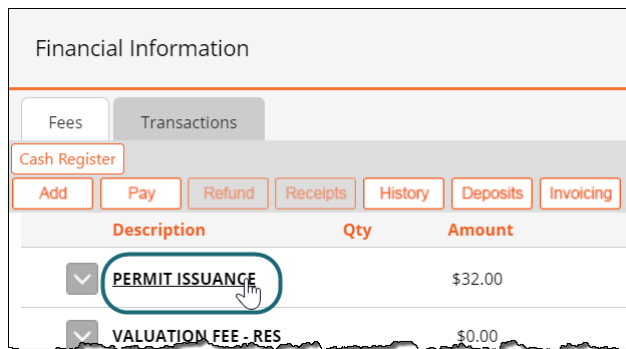 Financial Information
Fees Transactions
Cash Register
Add Pay Refund Receipts History Deposits Invoicing
Description Qty Amount
PERMIT ISSUANCE $32.00
VALUATION FEE - RES $0.00